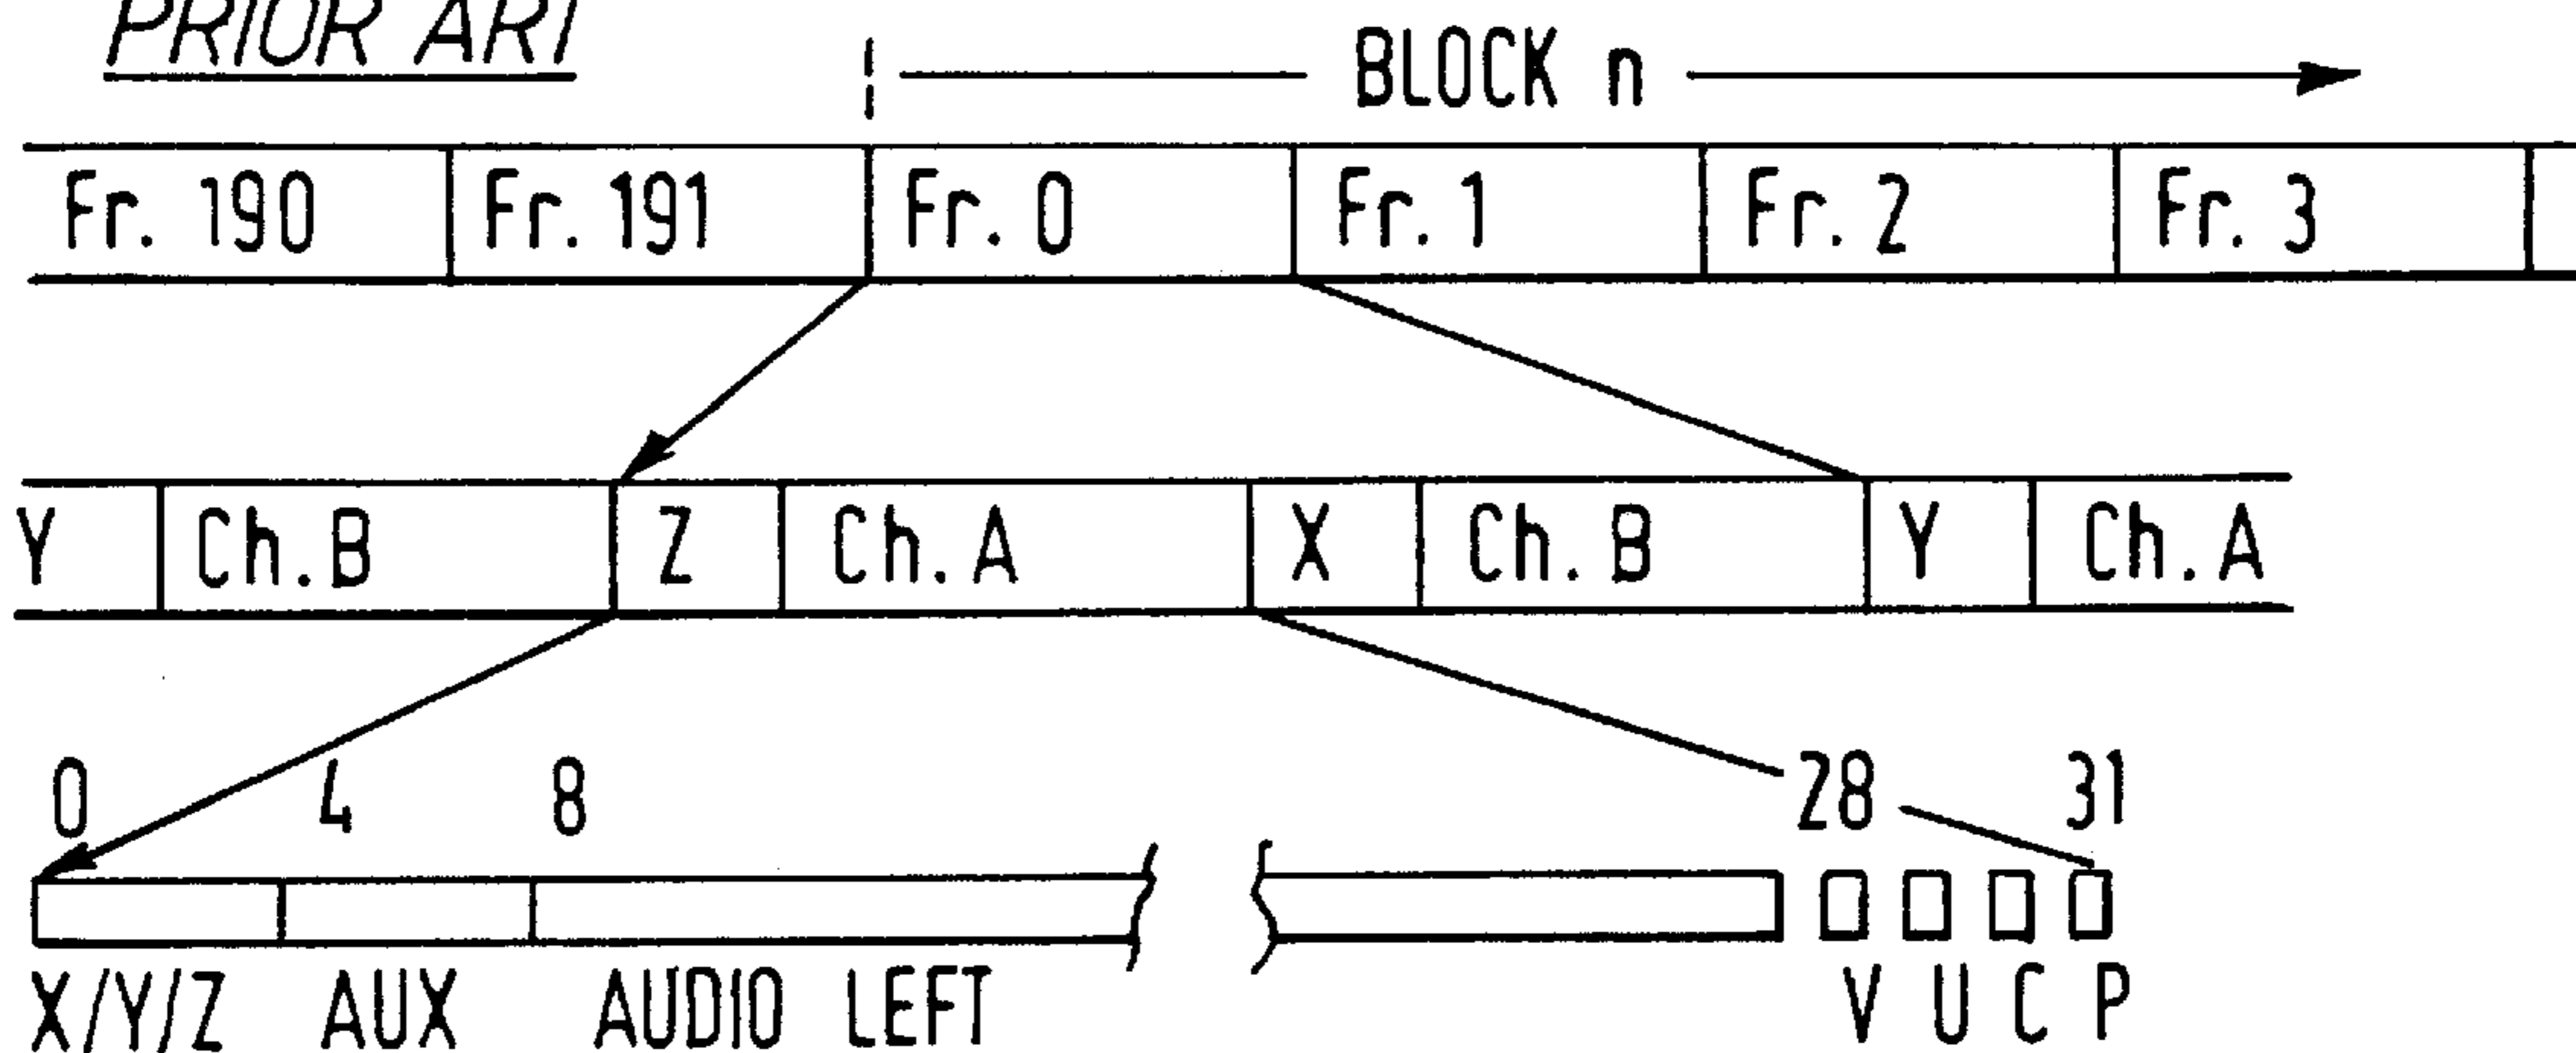 PRIOR ART
BLOCK n
Fr. 190 Fr. 191 Fr. 0 Fr. 1 Fr. 2 Fr. 3
Y Ch. B Z Ch. A X Ch. B Y Ch. A
0 4 8 28 31
X/Y/Z AUX AUDIO LEFT V U C P